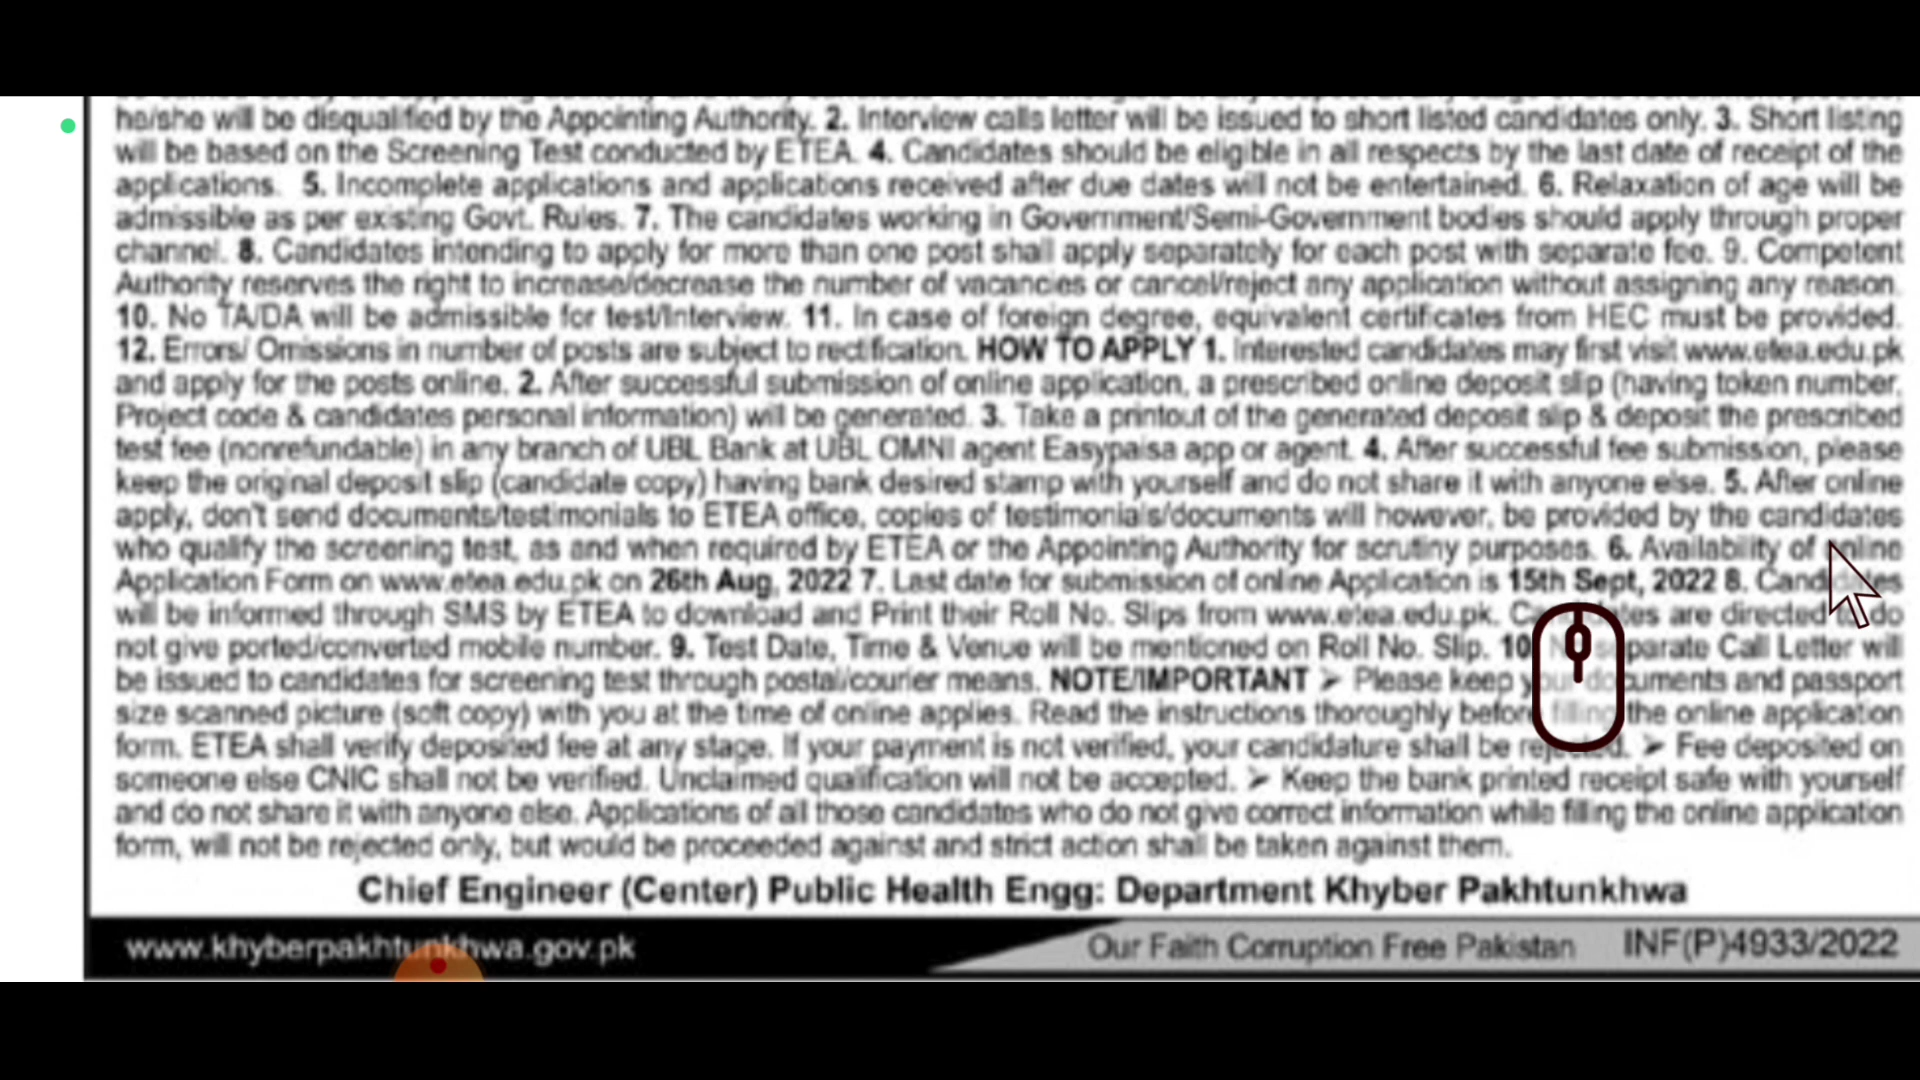 he/she will be disqualified by the Appointing Authority. 2. Interview calls letter will be issued to short listed candidates only. 3. Short listing
will be based on the Screening Test conducted by ETEA. 4. Candidates should be eligible in all respects by the last date of receipt of the
applications. 5. Incomplete applications and applications received after due dates will not be entertained. 6. Relaxation of age will be
admissible as per existing Govt. Rules. 7. The candidates working in Government/Semi-Government bodies should apply through proper
channel. 8. Candidates intending to apply for more than one post shall apply separately for each post with separate fee. 9. Competent
Authority reserves the right to increase/decrease the number of vacancies or cancel/reject any application without assigning any reason.
10. No TA/DA will be admissible for test/Interview. 11. In case of foreign degree, equivalent certificates from HEC must be provided.
12. Errors/ Omissions in number of posts are subject to rectification. HOW TO APPLY 1. Interested candidates may first visit www.etea.edu.pk
and apply for the posts online. 2. After successful submission of online application, a prescribed online deposit slip (having token number,
Project code & candidates personal information) will be generated. 3. Take a printout of the generated deposit slip & deposit the prescribed
test fee (nonrefundable) in any branch of UBL Bank at UBL OMNI agent Easypaisa app or agent. 4. After successful fee submission, please
keep the original deposit slip (candidate copy) having bank desired stamp with yourself and do not share it with anyone else. 5. After online
apply, don't send documents/testimonials to ETEA office, copies of testimonials/documents will however, be provided by the candidates
who qualify the screening test, as and when required by ETEA or the Appointing Authority for scrutiny purposes. 6. Availability of online
Application Form on www.etea.edu.pk on 26th Aug, 2022 7. Last date for submission of online Application is 15th Sept, 2022 8. Candidates
will be informed through SMS by ETEA to download and Print their Roll No. Slips from www.etea.edu.pk. Candidates are directed to do
not give ported/converted mobile number. 9. Test Date, Time & Venue will be mentioned on Roll No. Slip. 10. No separate Call Letter will
be issued to candidates for screening test through postal/courier means. NOTE/IMPORTANT ➢ Please keep your documents and passport
size scanned picture (soft copy) with you at the time of online applies. Read the instructions thoroughly before filling the online application
form. ETEA shall verify deposited fee at any stage. If your payment is not verified, your candidature shall be rejected. ➢ Fee deposited on
someone else CNIC shall not be verified. Unclaimed qualification will not be accepted. ➢ Keep the bank printed receipt safe with yourself
and do not share it with anyone else. Applications of all those candidates who do not give correct information while filling the online application
form, will not be rejected only, but would be proceeded against and strict action shall be taken against them.
Chief Engineer (Center) Public Health Engg: Department Khyber Pakhtunkhwa
www.khyberpakhtunkhwa.gov.pk Our Faith Corruption Free Pakistan INF(P)4933/2022